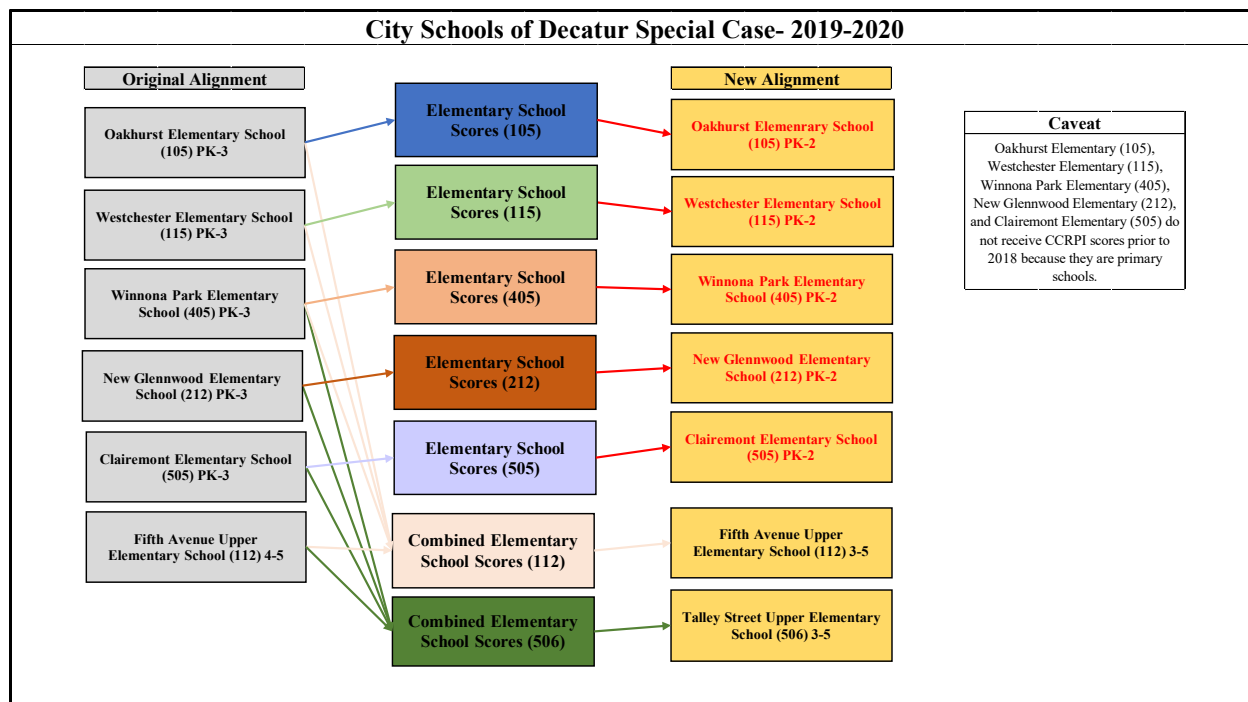 City Schools of Decatur Special Case- 2019-2020
Original Alignment
Oakhurst Elementary School
(105) PK-3
Westchester Elementary School
(115) PK-3
Winnona Park Elementary
School (405) PK-3
New Glennwood Elementary
School (212) PK-3
Clairemont Elementary School
(505) PK-3
Fifth Avenue Upper
Elementary School (112) 4-5
Elementary School
Scores (105)
Elementary School
Scores (115)
Elementary School
Scores (405)
Elementary School
Scores (212)
Elementary School
Scores (505)
Combined Elementary
School Scores (112)
Combined Elementary
School Scores (506)
New Alignment
Oakhurst Elemenrary School
(105) PK-2
Westchester Elementary School
(115) PK-2
Winnona Park Elementary
School (405) PK-2
New Glennwood Elementary
School (212) PK-2
Clairemont Elementary School
(505) PK-2
Fifth Avenue Upper
Elementary School (112) 3-5
Talley Street Upper Elementary
School (506) 3-5
Caveat
Oakhurst Elementary (105),
Westchester Elementary (115),
Winnona Park Elementary (405),
New Glennwood Elementary (212),
and Clairemont Elementary (505) do
not receive CCRPI scores prior to
2018 because they are primary
schools.